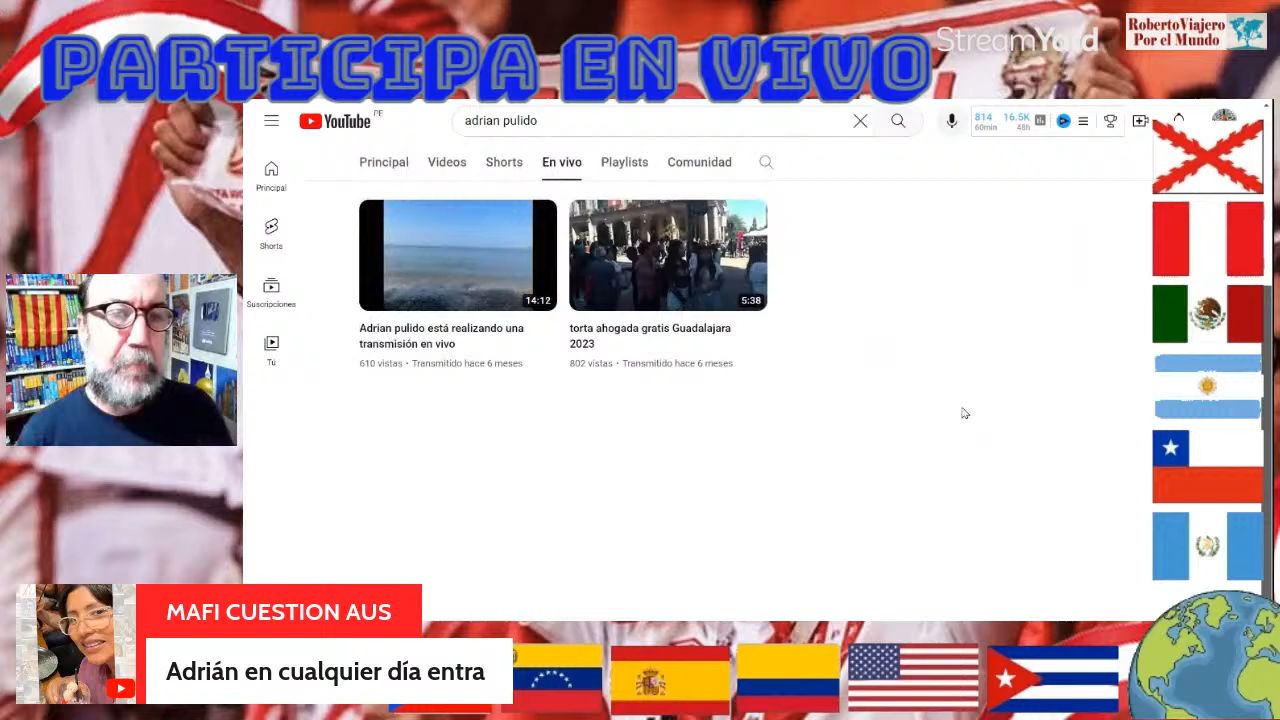 PARTICIPA EN VIVO
StreamYard
RobertoViajero
Por el Mundo
YouTube PE
adrian pulido
814 16.5K
60min 48h
Principal Videos Shorts En vivo Playlists Comunidad
Principal
Shorts
Suscripciones
Tú
14:12
5:38
Adrian pulido está realizando una
transmisión en vivo
610 vistas • Transmitido hace 6 meses
torta ahogada gratis Guadalajara
2023
802 vistas • Transmitido hace 6 meses
MAFI CUESTION AUS
Adrián en cualquier día entra